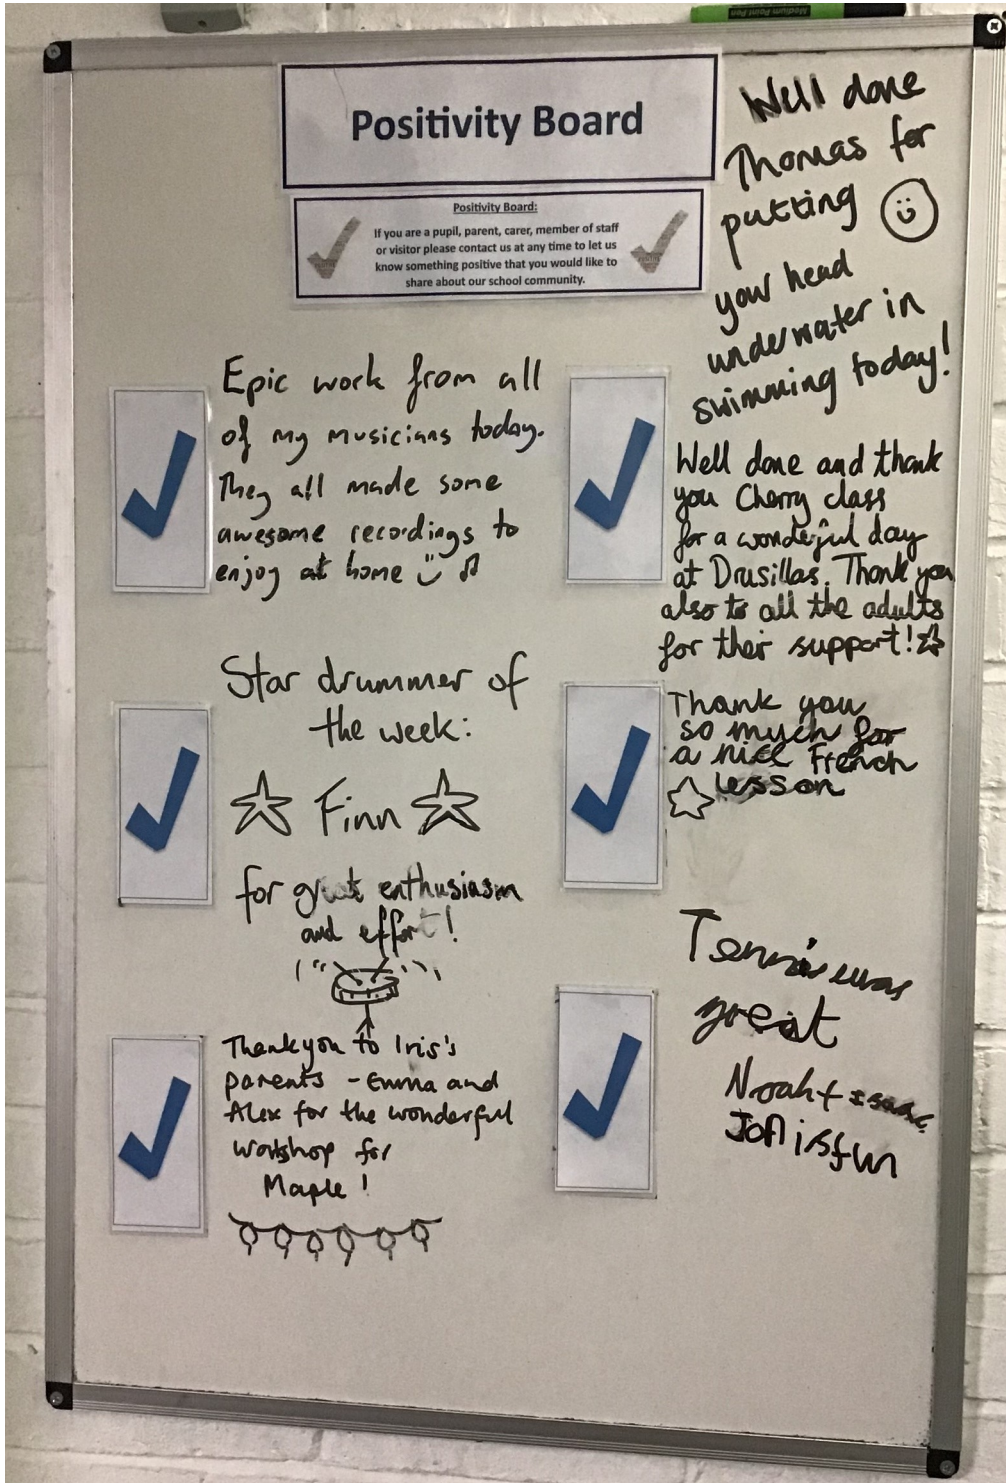 Medium Point Pen
Positivity Board
Positivity Board:
If you are a pupil, parent, carer, member of staff
or visitor please contact us at any time to let us
know something positive that you would like to
share about our school community.
Well done
Thomas for
putting
your head
underwater in
swimming today!
Epic work from all
of my musicians today.
They all made some
awesome recordings to
enjoy at home
Well done and thank
you Cherry class
for a wonderful day
at Drusillas. Thank you
also to all the adults
for their support!
Star drummer of
the week:
Finn
for great enthusiasm
and effort!
Thank you
so much for
a nice French
lesson
Thankyou to Iris's
parents - Emma and
Alex for the wonderful
workshop for
Maple!
Tennis was
great
Noah + Isaac
is fun